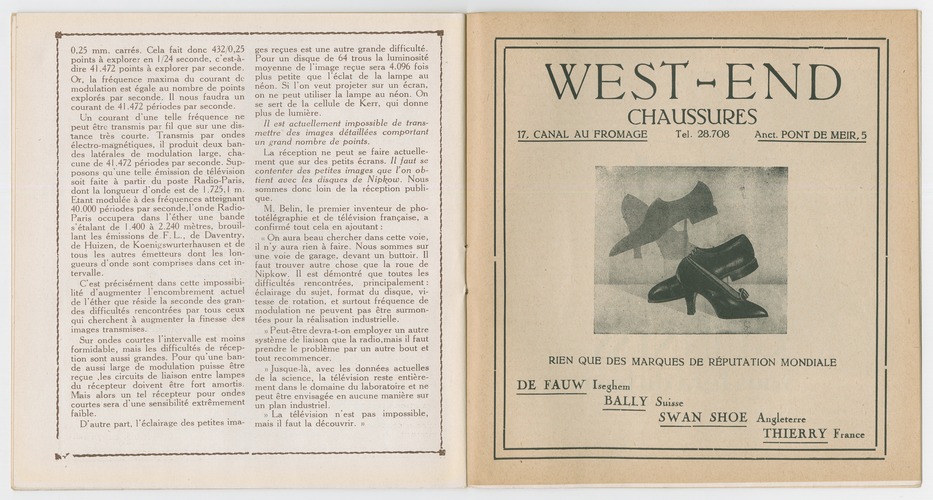 0,25 mm. carrés. Cela fait donc 432/0,25
points à explorer en 1/24 seconde, c'est-à-
dire 41.472 points à explorer par seconde.
Or, la fréquence maxima du courant de
modulation est égale au nombre de points
explorés par seconde. Il nous faudra un
courant de 41.472 périodes par seconde.
Un courant d'une telle fréquence ne
peut être transmis par fil que sur une dis-
tance très courte. Transmis par ondes
électro-magnétiques, il produit deux ban-
des latérales de modulation large, cha-
cune de 41.472 périodes par seconde. Sup-
posons qu'une telle émission de télévision
soit faite à partir du poste Radio-Paris,
dont la longueur d'onde est de 1.725,1 m.
Etant modulée à des fréquences atteignant
40.000 périodes par seconde,l'onde Radio-
Paris occupera dans l'éther une bande
s'étalant de 1.400 à 2.240 mètres, brouil-
lant les émissions de F. L., de Daventry,
de Huizen, de Koenigswurterhausen et de
tous les autres émetteurs dont les lon-
gueurs d'onde sont comprises dans cet in-
tervalle.
C'est précisément dans cette impossibi-
lité d'augmenter l'encombrement actuel
de l'éther que réside la seconde des gran-
des difficultés rencontrées par tous ceux
qui cherchent à augmenter la finesse des
images transmises.
Sur ondes courtes l'intervalle est moins
formidable, mais les difficultés de récep-
tion sont aussi grandes. Pour qu'une ban-
de aussi large de modulation puisse être
reçue ,les circuits de liaison entre lampes
du récepteur doivent être fort amortis.
Mais alors un tel récepteur pour ondes
courtes sera d'une sensibilité extrêmement
faible.
D'autre part, l'éclairage des petites ima-
ges reçues est une autre grande difficulté.
Pour un disque de 64 trous la luminosité
moyenne de l'image reçue sera 4.096 fois
plus petite que l'éclat de la lampe au
néon. Si l'on veut projeter sur un écran,
on ne peut utiliser la lampe au néon. On
se sert de la cellule de Kerr, qui donne
plus de lumière.
Il est actuellement impossible de trans-
mettre des images détaillées comportant
un grand nombre de points.
La réception ne peut se faire actuelle-
ment que sur des petits écrans. Il faut se
contenter des petites images que l'on ob-
tient avec les disques de Nipkow. Nous
sommes donc loin de la réception publi-
que.
M. Belin, le premier inventeur de pho-
totélégraphie et de télévision française, a
confirmé tout cela en ajoutant :
« On aura beau chercher dans cette voie,
il n'y aura rien à faire. Nous sommes sur
une voie de garage, devant un buttoir. Il
faut trouver autre chose que la roue de
Nipkow. Il est démontré que toutes les
difficultés rencontrées, principalement :
éclairage du sujet, format du disque, vi-
tesse de rotation, et surtout fréquence de
modulation ne peuvent pas être surmon-
tées pour la réalisation industrielle.
» Peut-être devra-t-on employer un autre
système de liaison que la radio,mais il faut
prendre le problème par un autre bout et
tout recommencer.
» Jusque-là, avec les données actuelles
de la science, la télévision reste entière-
ment dans le domaine du laboratoire et ne
peut être envisagée en aucune manière sur
un plan industriel.
» La télévision n'est pas impossible,
mais il faut la découvrir. »
WEST-END
CHAUSSURES
17, CANAL AU FROMAGE Tel. 28.708 Anct. PONT DE MEIR, 5
RIEN QUE DES MARQUES DE RÉPUTATION MONDIALE
DE FAUW Iseghem
BALLY Suisse
SWAN SHOE Angleterre
THIERRY France